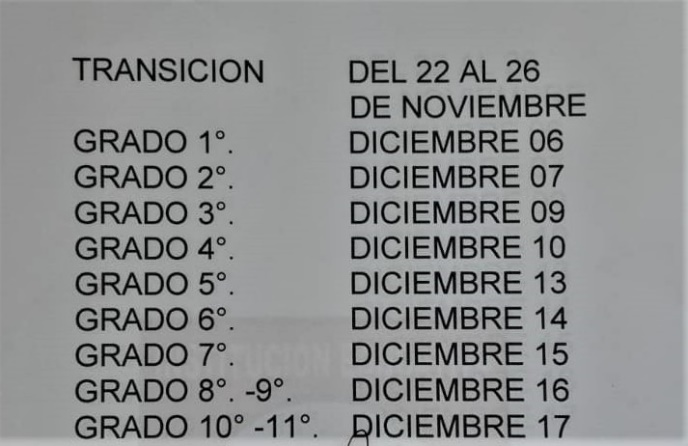 TRANSICION DEL 22 AL 26
DE NOVIEMBRE
GRADO 1°. DICIEMBRE 06
GRADO 2°. DICIEMBRE 07
GRADO 3°. DICIEMBRE 09
GRADO 4°. DICIEMBRE 10
GRADO 5°. DICIEMBRE 13
GRADO 6°. DICIEMBRE 14
GRADO 7°. DICIEMBRE 15
GRADO 8°. -9°. DICIEMBRE 16
GRADO 10° -11°. DICIEMBRE 17